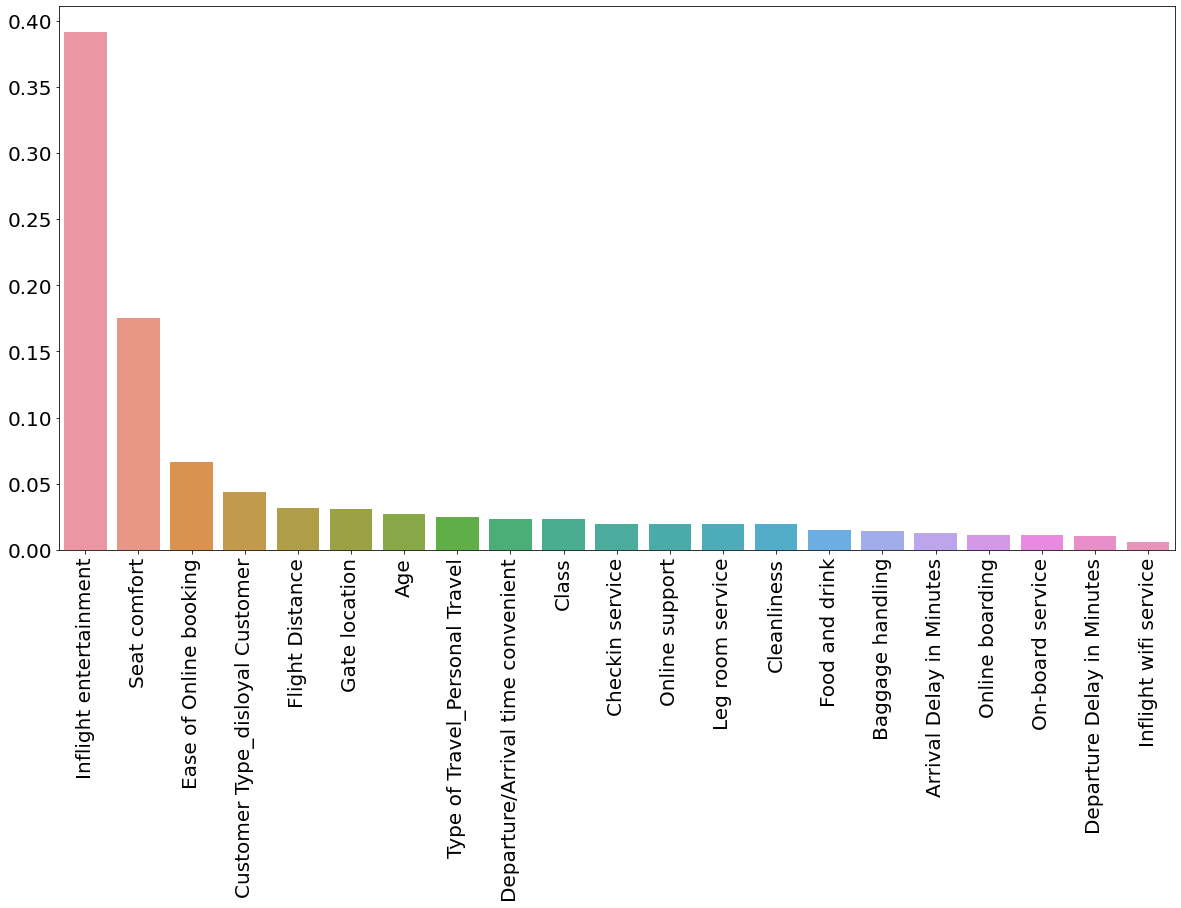 0.40
0.35
0.30
0.25
0.20
0.15
0.10
0.05
0.00
Inflight entertainment
Seat comfort
Ease of Online booking
Customer Type_disloyal Customer
Flight Distance
Gate location
Age
Type of Travel_Personal Travel
Departure/Arrival time convenient
Class
Checkin service
Online support
Leg room service
Cleanliness
Food and drink
Baggage handling
Arrival Delay in Minutes
Online boarding
On-board service
Departure Delay in Minutes
Inflight wifi service